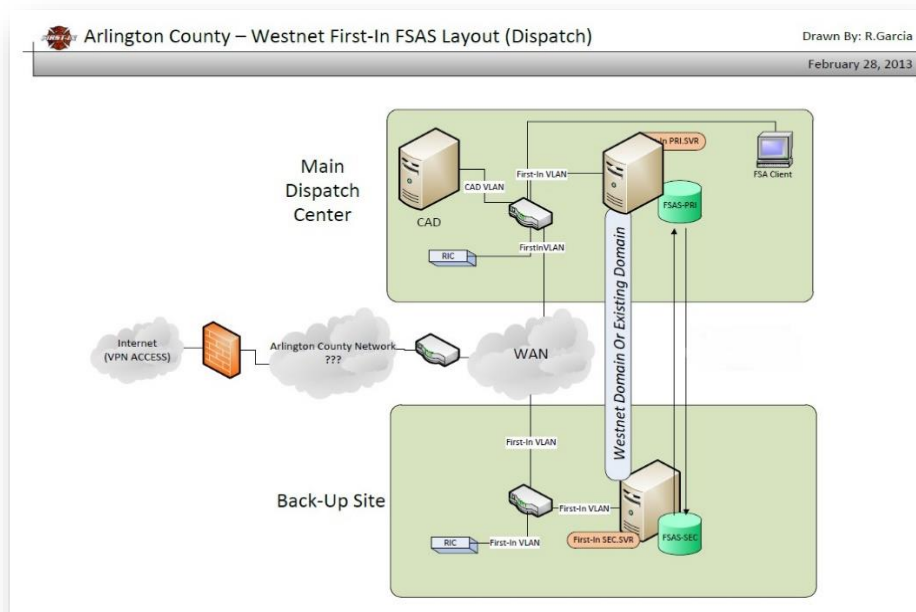 FIRST-IN
Arlington County – Westnet First-In FSAS Layout (Dispatch)
Drawn By: R.Garcia
February 28, 2013
Main
Dispatch
Center
CAD
CAD VLAN
First-In VLAN
In PRI.SVR
FSAS-PRI
FSA Client
FirstInVLAN
RIC
Internet
(VPN ACCESS)
Arlington County Network
???
WAN
Westnet Domain Or Existing Domain
Back-Up Site
First-In VLAN
First-In VLAN
First-In SEC.SVR
FSAS-SEC
RIC
First-In VLAN